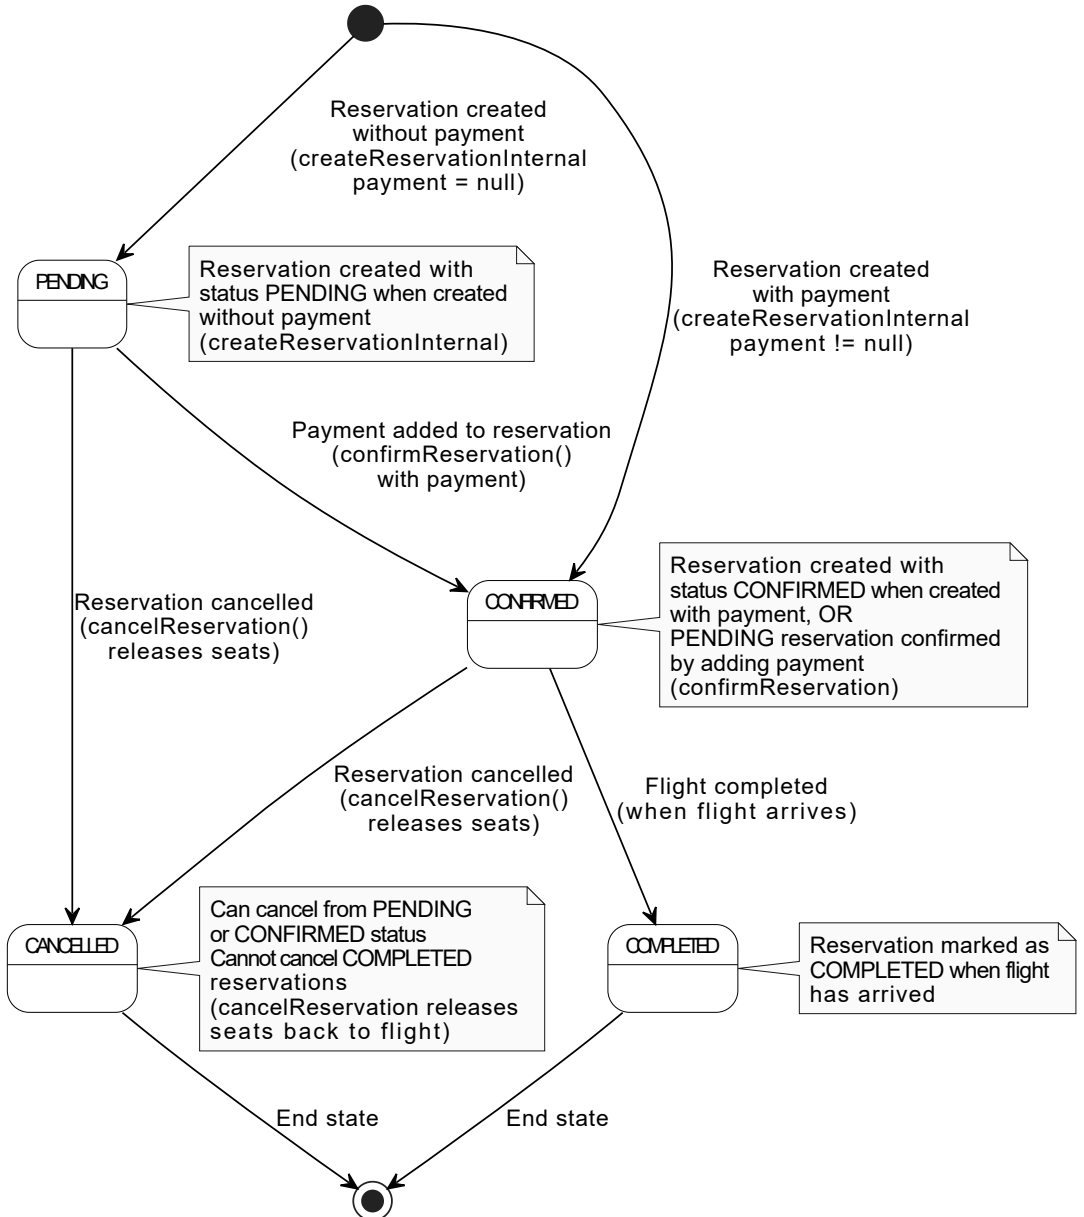 Reservation created
without payment
(createReservationInternal
payment = null)
PENDING
Reservation created with
status PENDING when created
without payment
(createReservationInternal)
Reservation created
with payment
(createReservationInternal
payment != null)
Payment added to reservation
(confirmReservation()
with payment)
CONFIRMED
Reservation created with
status CONFIRMED when created
with payment, OR
PENDING reservation confirmed
by adding payment
(confirmReservation)
Reservation cancelled
(cancelReservation()
releases seats)
Reservation cancelled
(cancelReservation()
releases seats)
Flight completed
(when flight arrives)
CANCELLED
Can cancel from PENDING
or CONFIRMED status
Cannot cancel COMPLETED
reservations
(cancelReservation releases
seats back to flight)
COMPLETED
Reservation marked as
COMPLETED when flight
has arrived
End state
End state